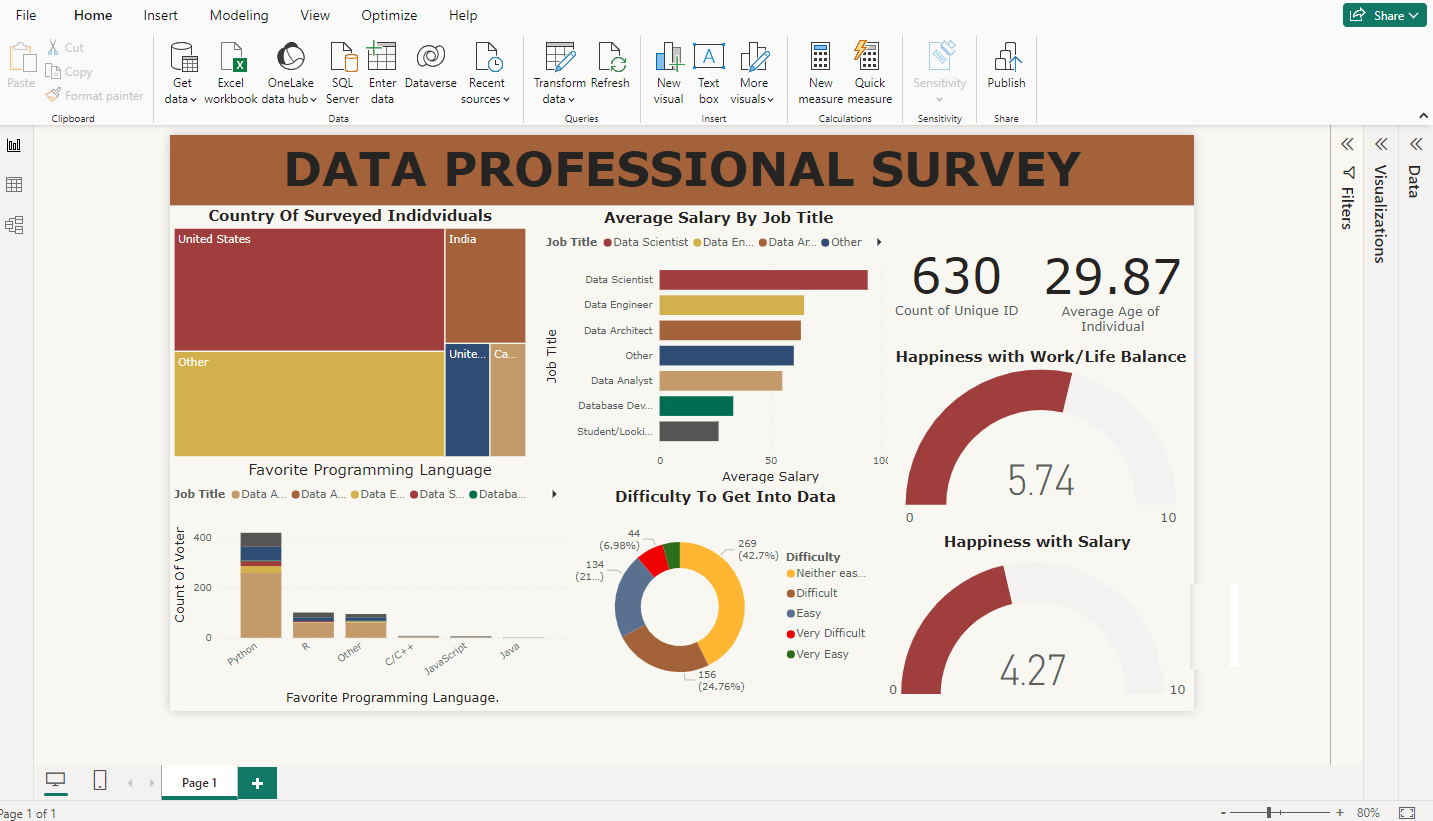 File Home Insert Modeling View Optimize Help
Share
Paste
Cut
Copy
Format painter
Clipboard
Get data
Excel workbook
OneLake data hub
SQL Server
Enter data
Dataverse
Recent sources
Data
Transform data
Refresh
Queries
New visual
Text box
More visuals
Insert
New measure
Quick measure
Calculations
Sensitivity
Sensitivity
Publish
Share
DATA PROFESSIONAL SURVEY
Country Of Surveyed Indidviduals
United States
India
Other
Unite...
Ca...
Average Salary By Job Title
Job Title Data Scientist Data En... Data Ar... Other
Job Title
Data Scientist
Data Engineer
Data Architect
Other
Data Analyst
Database Dev...
Student/Looki...
0 50 100
Average Salary
630
Count of Unique ID
29.87
Average Age of
Individual
Happiness with Work/Life Balance
5.74
0 10
Favorite Programming Language
Job Title Data A... Data A... Data E... Data S... Databa...
Count Of Voter
400
200
0
Python R Other C/C++ JavaScript Java
Favorite Programming Language.
Difficulty To Get Into Data
44
(6.98%)
134
(21...)
269
(42.7%)
156
(24.76%)
Difficulty
Neither eas...
Difficult
Easy
Very Difficult
Very Easy
Happiness with Salary
4.27
0 10
Filters
Visualizations
Data
Page 1
Page 1 of 1
- + 80%